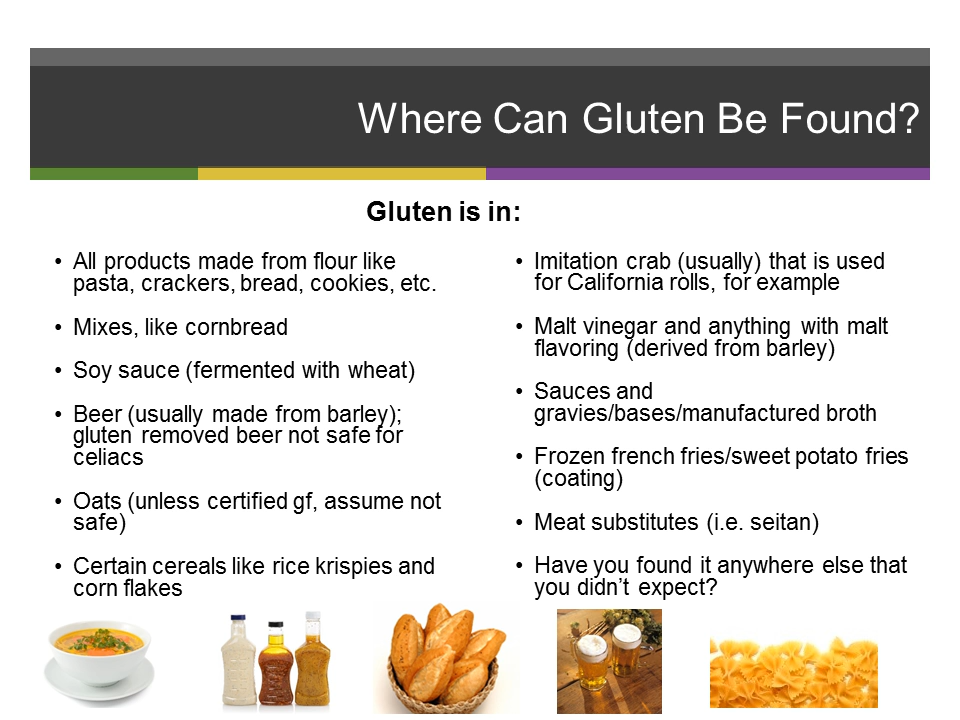 Where Can Gluten Be Found?
Gluten is in:
• All products made from flour like
pasta, crackers, bread, cookies, etc.
• Mixes, like cornbread
• Soy sauce (fermented with wheat)
• Beer (usually made from barley);
gluten removed beer not safe for
celiacs
• Oats (unless certified gf, assume not
safe)
• Certain cereals like rice krispies and
corn flakes
• Imitation crab (usually) that is used
for California rolls, for example
• Malt vinegar and anything with malt
flavoring (derived from barley)
• Sauces and
gravies/bases/manufactured broth
• Frozen french fries/sweet potato fries
(coating)
• Meat substitutes (i.e. seitan)
• Have you found it anywhere else that
you didn’t expect?